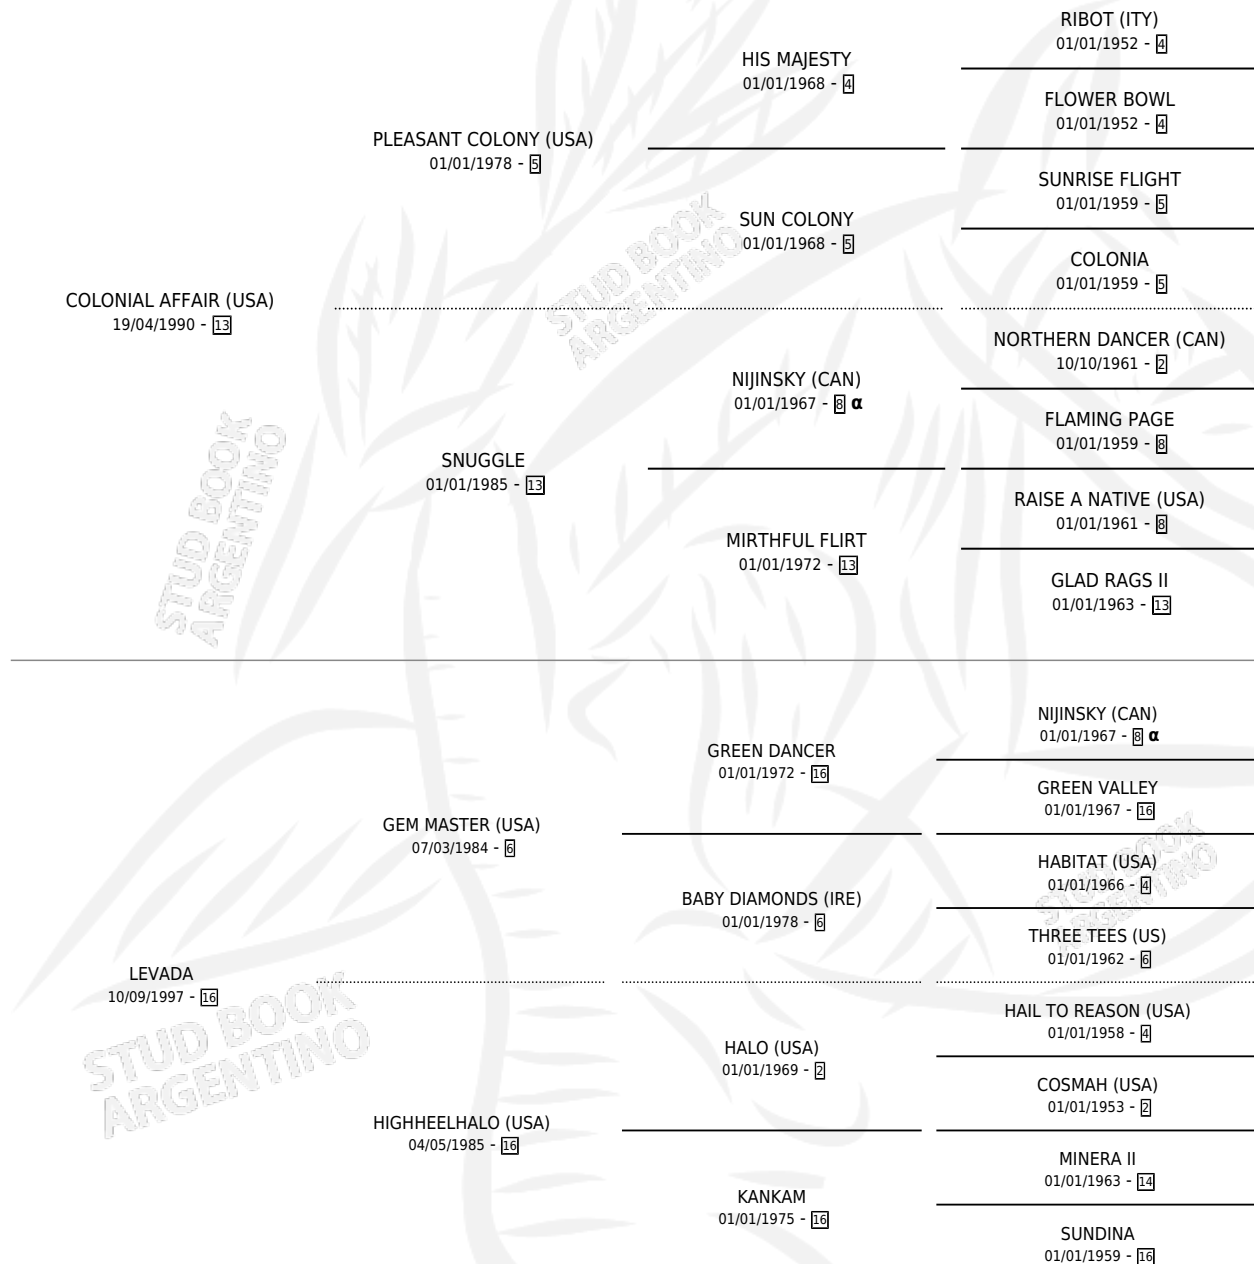 RIBOT (ITY)
01/01/1952 - 4
HIS MAJESTY
01/01/1968 - 4
FLOWER BOWL
01/01/1952 - 4
PLEASANT COLONY (USA)
01/01/1978 - 5
SUNRISE FLIGHT
01/01/1959 - 5
SUN COLONY
01/01/1968 - 5
COLONIA
01/01/1959 - 5
COLONIAL AFFAIR (USA)
19/04/1990 - 13
NORTHERN DANCER (CAN)
10/10/1961 - 2
NIJINSKY (CAN)
01/01/1967 - 8 α
FLAMING PAGE
01/01/1959 - 8
SNUGGLE
01/01/1985 - 13
RAISE A NATIVE (USA)
01/01/1961 - 8
MIRTHFUL FLIRT
01/01/1972 - 13
GLAD RAGS II
01/01/1963 - 13
NIJINSKY (CAN)
01/01/1967 - 8 α
GREEN DANCER
01/01/1972 - 16
GREEN VALLEY
01/01/1967 - 16
GEM MASTER (USA)
07/03/1984 - 6
HABITAT (USA)
01/01/1966 - 4
BABY DIAMONDS (IRE)
01/01/1978 - 6
THREE TEES (US)
01/01/1962 - 6
LEVADA
10/09/1997 - 16
HAIL TO REASON (USA)
01/01/1958 - 4
HALO (USA)
01/01/1969 - 2
COSMAH (USA)
01/01/1953 - 2
HIGHHEELHALO (USA)
04/05/1985 - 16
MINERA II
01/01/1963 - 14
KANKAM
01/01/1975 - 16
SUNDINA
01/01/1959 - 16
STUD BOOK
ARGENTINO
STUD BOOK
ARGENTINO
STUD BOOK
ARGENTINO
STUD BOOK
ARGENTINO